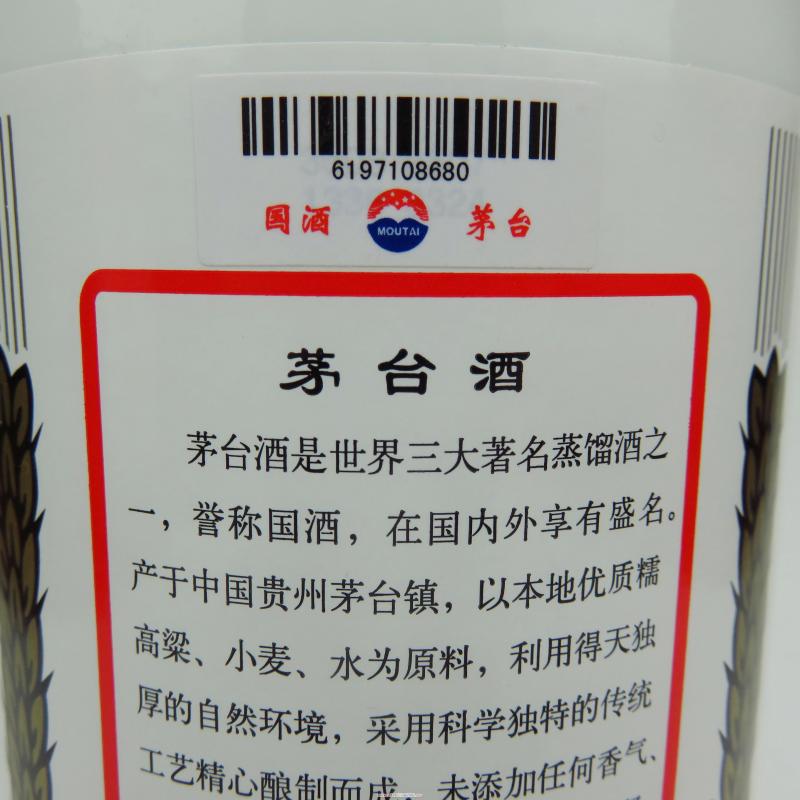 6197108680
国酒 MOUTAI 茅台
茅台酒
茅台酒是世界三大著名蒸馏酒之
一，誉称国酒，在国内外享有盛名。
产于中国贵州茅台镇，以本地优质糯
高粱、小麦、水为原料，利用得天独
厚的自然环境，采用科学独特的传统
工艺精心酿制而成，未添加任何香气、